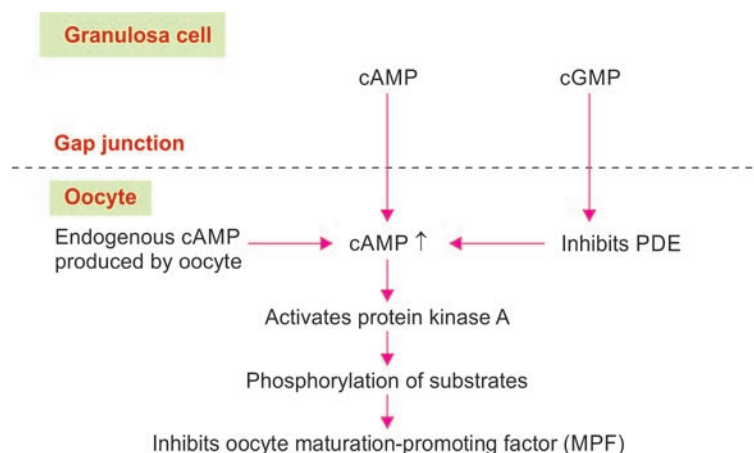 Granulosa cell
cAMP
cGMP
Gap junction
Oocyte
Endogenous cAMP
produced by oocyte
cAMP ↑
Inhibits PDE
Activates protein kinase A
Phosphorylation of substrates
Inhibits oocyte maturation-promoting factor (MPF)